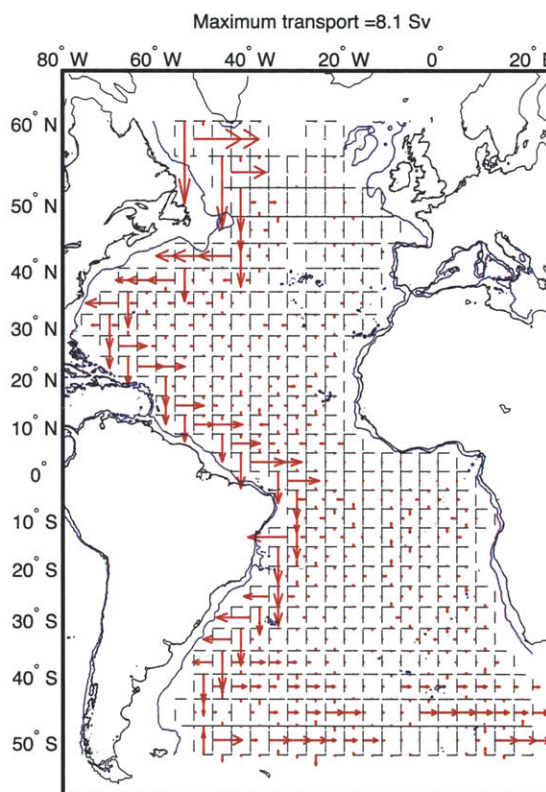 Maximum transport =8.1 Sv
80° W 60° W 40° W 20° W 0° 20° E
60° N
50° N
40° N
30° N
20° N
10° N
0°
10° S
20° S
30° S
40° S
50° S